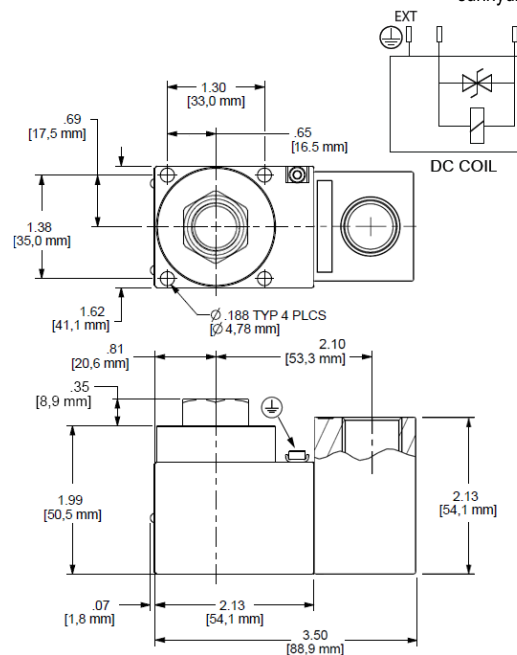 EXT
DC COIL
1.30
[33,0 mm]
.69
[17,5 mm]
.65
[16.5 mm]
1.38
[35,0 mm]
1.62
[41,1 mm]
Ø .188 TYP 4 PLCS
[Ø 4,78 mm]
.81
[20,6 mm]
2.10
[53,3 mm]
.35
[8,9 mm]
1.99
[50,5 mm]
2.13
[54,1 mm]
.07
[1,8 mm]
2.13
[54,1 mm]
3.50
[88,9 mm]